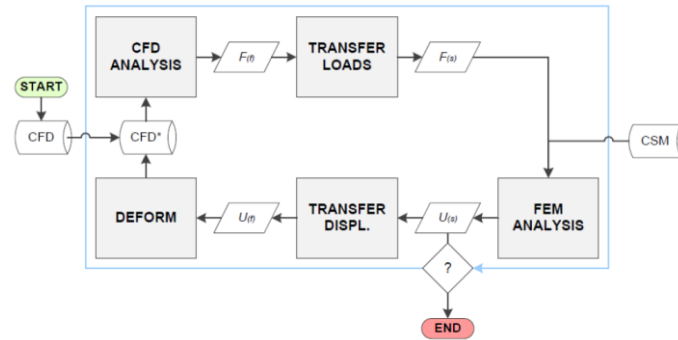 CFD
ANALYSIS
F(f)
TRANSFER
LOADS
F(s)
START
CFD
CFD*
CSM
DEFORM
U(f)
TRANSFER
DISPL.
U(s)
FEM
ANALYSIS
?
END